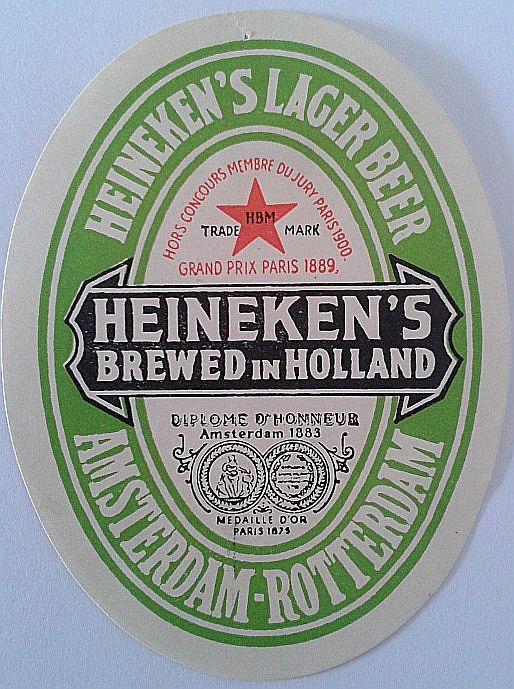 HEINEKEN'S LAGER BEER
HORS CONCOURS MEMBRE DU JURY PARIS 1900.
HBM
TRADE MARK
GRAND PRIX PARIS 1889,
HEINEKEN'S
BREWED IN HOLLAND
DIPLOME D'HONNEUR
Amsterdam 1883
MEDAILLE D'OR
PARIS 1875
AMSTERDAM-ROTTERDAM